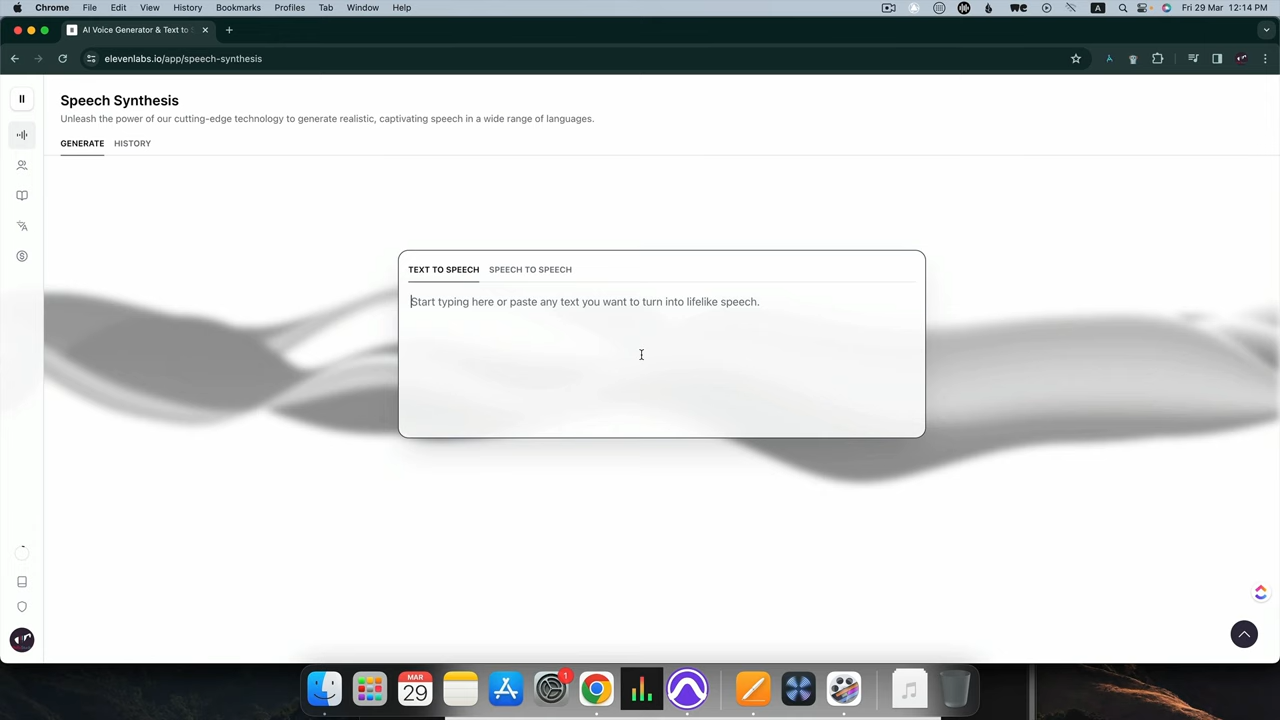 Chrome File Edit View History Bookmarks Profiles Tab Window Help
A Fri 29 Mar 12:14 PM
AI Voice Generator & Text to
elevenlabs.io/app/speech-synthesis
Speech Synthesis
Unleash the power of our cutting-edge technology to generate realistic, captivating speech in a wide range of languages.
GENERATE HISTORY
TEXT TO SPEECH SPEECH TO SPEECH
Start typing here or paste any text you want to turn into lifelike speech.
MAR
29
1